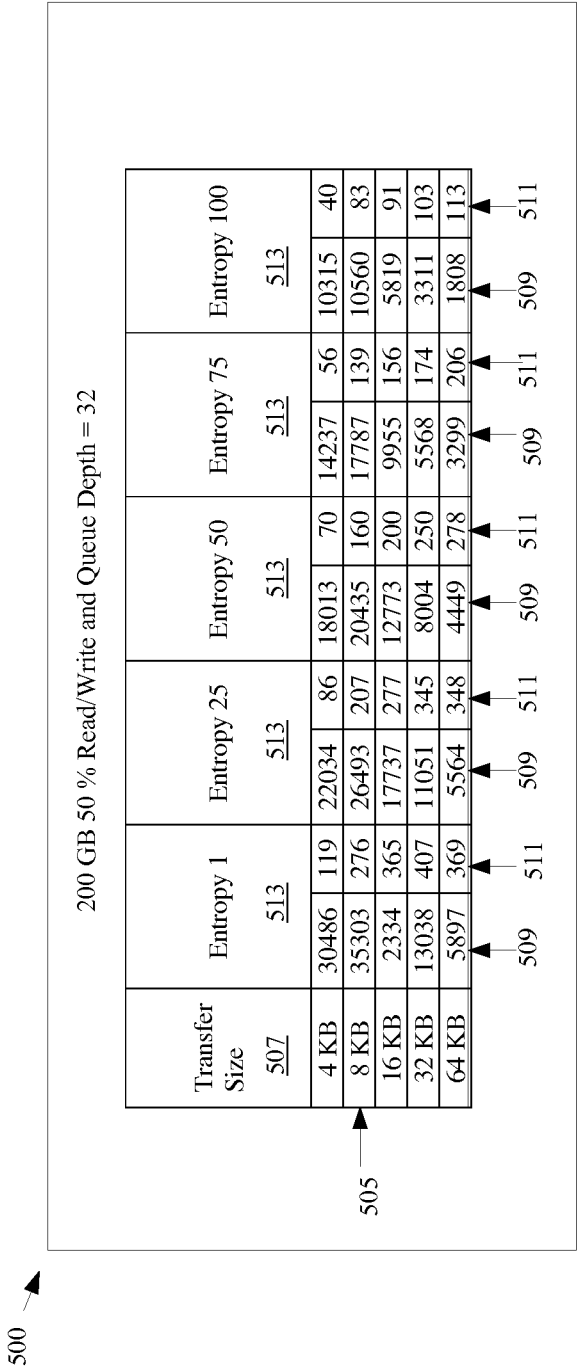 500
200 GB 50 % Read/Write and Queue Depth = 32
Transfer Size Entropy 1 Entropy 25 Entropy 50 Entropy 75 Entropy 100
507 513 513 513 513 513
4 KB 30486 119 22034 86 18013 70 14237 56 10315 40
8 KB 35303 276 26493 207 20435 160 17787 139 10560 83
16 KB 2334 365 17737 277 12773 200 9955 156 5819 91
32 KB 13038 407 11051 345 8004 250 5568 174 3311 103
64 KB 5897 369 5564 348 4449 278 3299 206 1808 113
505
509 511 509 511 509 511 509 511 509 511